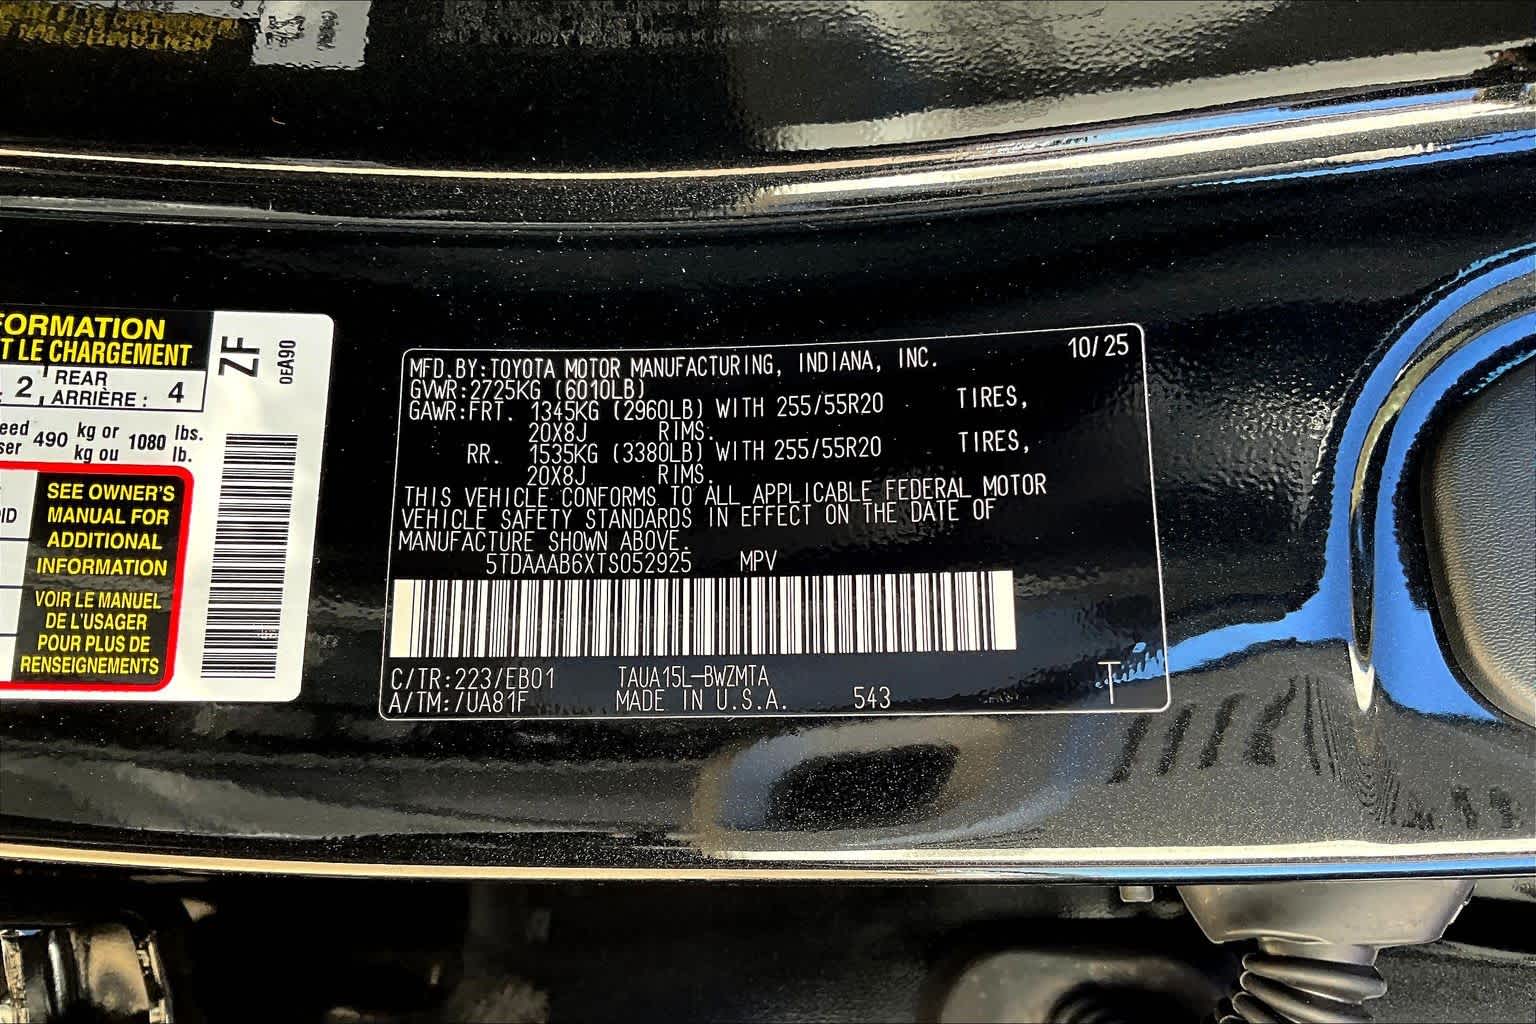 FORMATION
T LE CHARGEMENT
2, REAR
ARRIÈRE : 4
490 kg or 1080 lbs.
kg ou lb.
SEE OWNER'S
MANUAL FOR
ADDITIONAL
INFORMATION
VOIR LE MANUEL
DE L'USAGER
POUR PLUS DE
RENSEIGNEMENTS
ZF
0EA90
MFD.BY:TOYOTA MOTOR MANUFACTURING, INDIANA, INC. 10/25
GVWR:2725KG (6010LB)
GAWR:FRT. 1345KG (2960LB) WITH 255/55R20 TIRES,
20X8J RIMS.
RR. 1535KG (3380LB) WITH 255/55R20 TIRES,
20X8J RIMS.
THIS VEHICLE CONFORMS TO ALL APPLICABLE FEDERAL MOTOR
VEHICLE SAFETY STANDARDS IN EFFECT ON THE DATE OF
MANUFACTURE SHOWN ABOVE.
5TDAAAB6XTS052925 MPV
C/TR:223/EB01 TAUA15L-BWZMTA
A/TM:/UA81F MADE IN U.S.A. 543 T